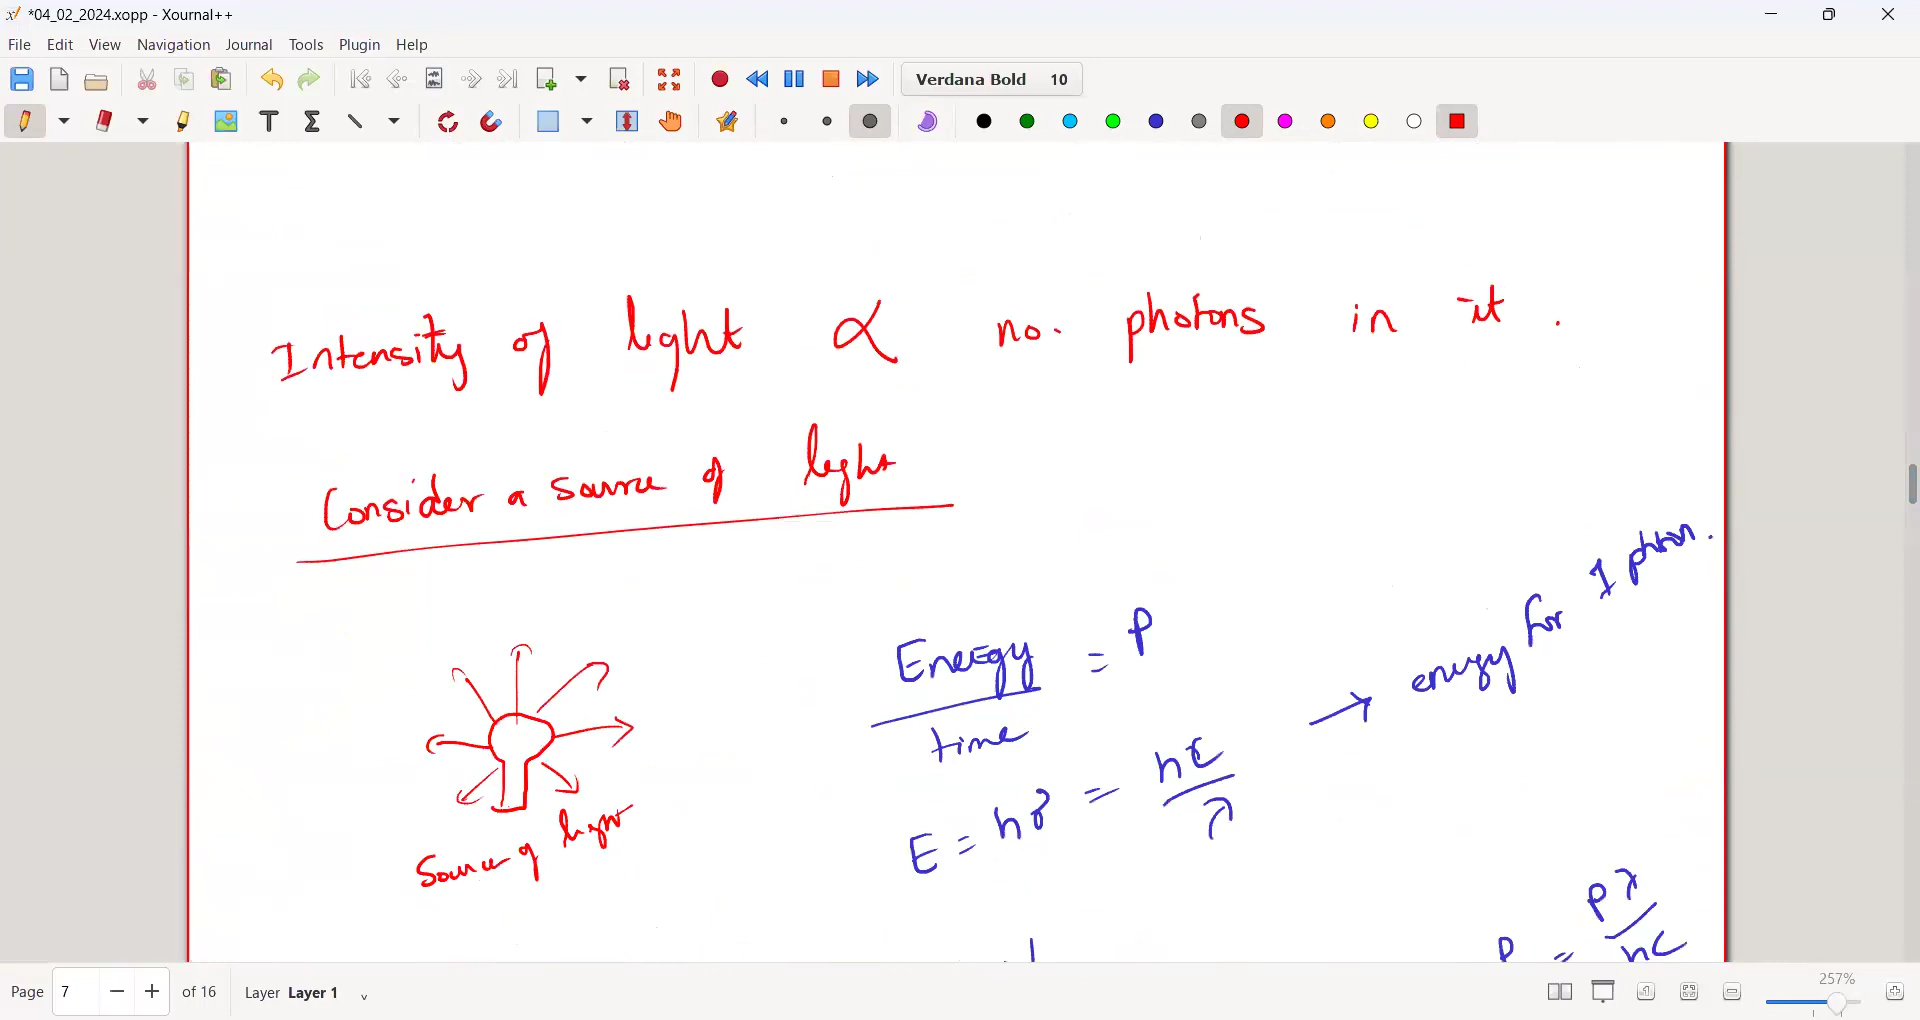 *04_02_2024.xopp - Xournal++
File Edit View Navigation Journal Tools Plugin Help
Verdana Bold 10
Intensity of light ∝ no. photons in it.
Consider a source of light
Energy/time = P
E = hν = hc/λ → energy for 1 photon.
Source of light
= Pλ/hc
Page 7 of 16 Layer Layer 1 257%